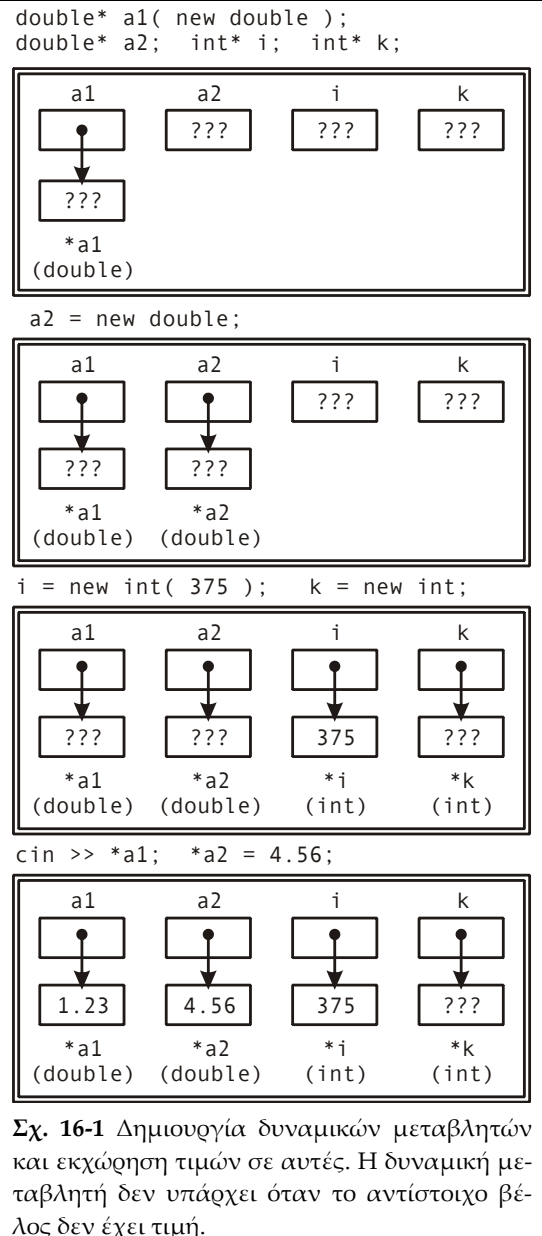 double* a1( new double );
double* a2;  int* i;  int* k;
a1 a2 i k
??? ??? ???
???
*a1
(double)
a2 = new double;
a1 a2 i k
??? ???
??? ???
*a1 *a2
(double) (double)
i = new int( 375 );   k = new int;
a1 a2 i k
??? ??? 375 ???
*a1 *a2 *i *k
(double) (double) (int) (int)
cin >> *a1;  *a2 = 4.56;
a1 a2 i k
1.23 4.56 375 ???
*a1 *a2 *i *k
(double) (double) (int) (int)
Σχ. 16-1 Δημιουργία δυναμικών μεταβλητών
και εκχώρηση τιμών σε αυτές. Η δυναμική με-
ταβλητή δεν υπάρχει όταν το αντίστοιχο βέ-
λος δεν έχει τιμή.